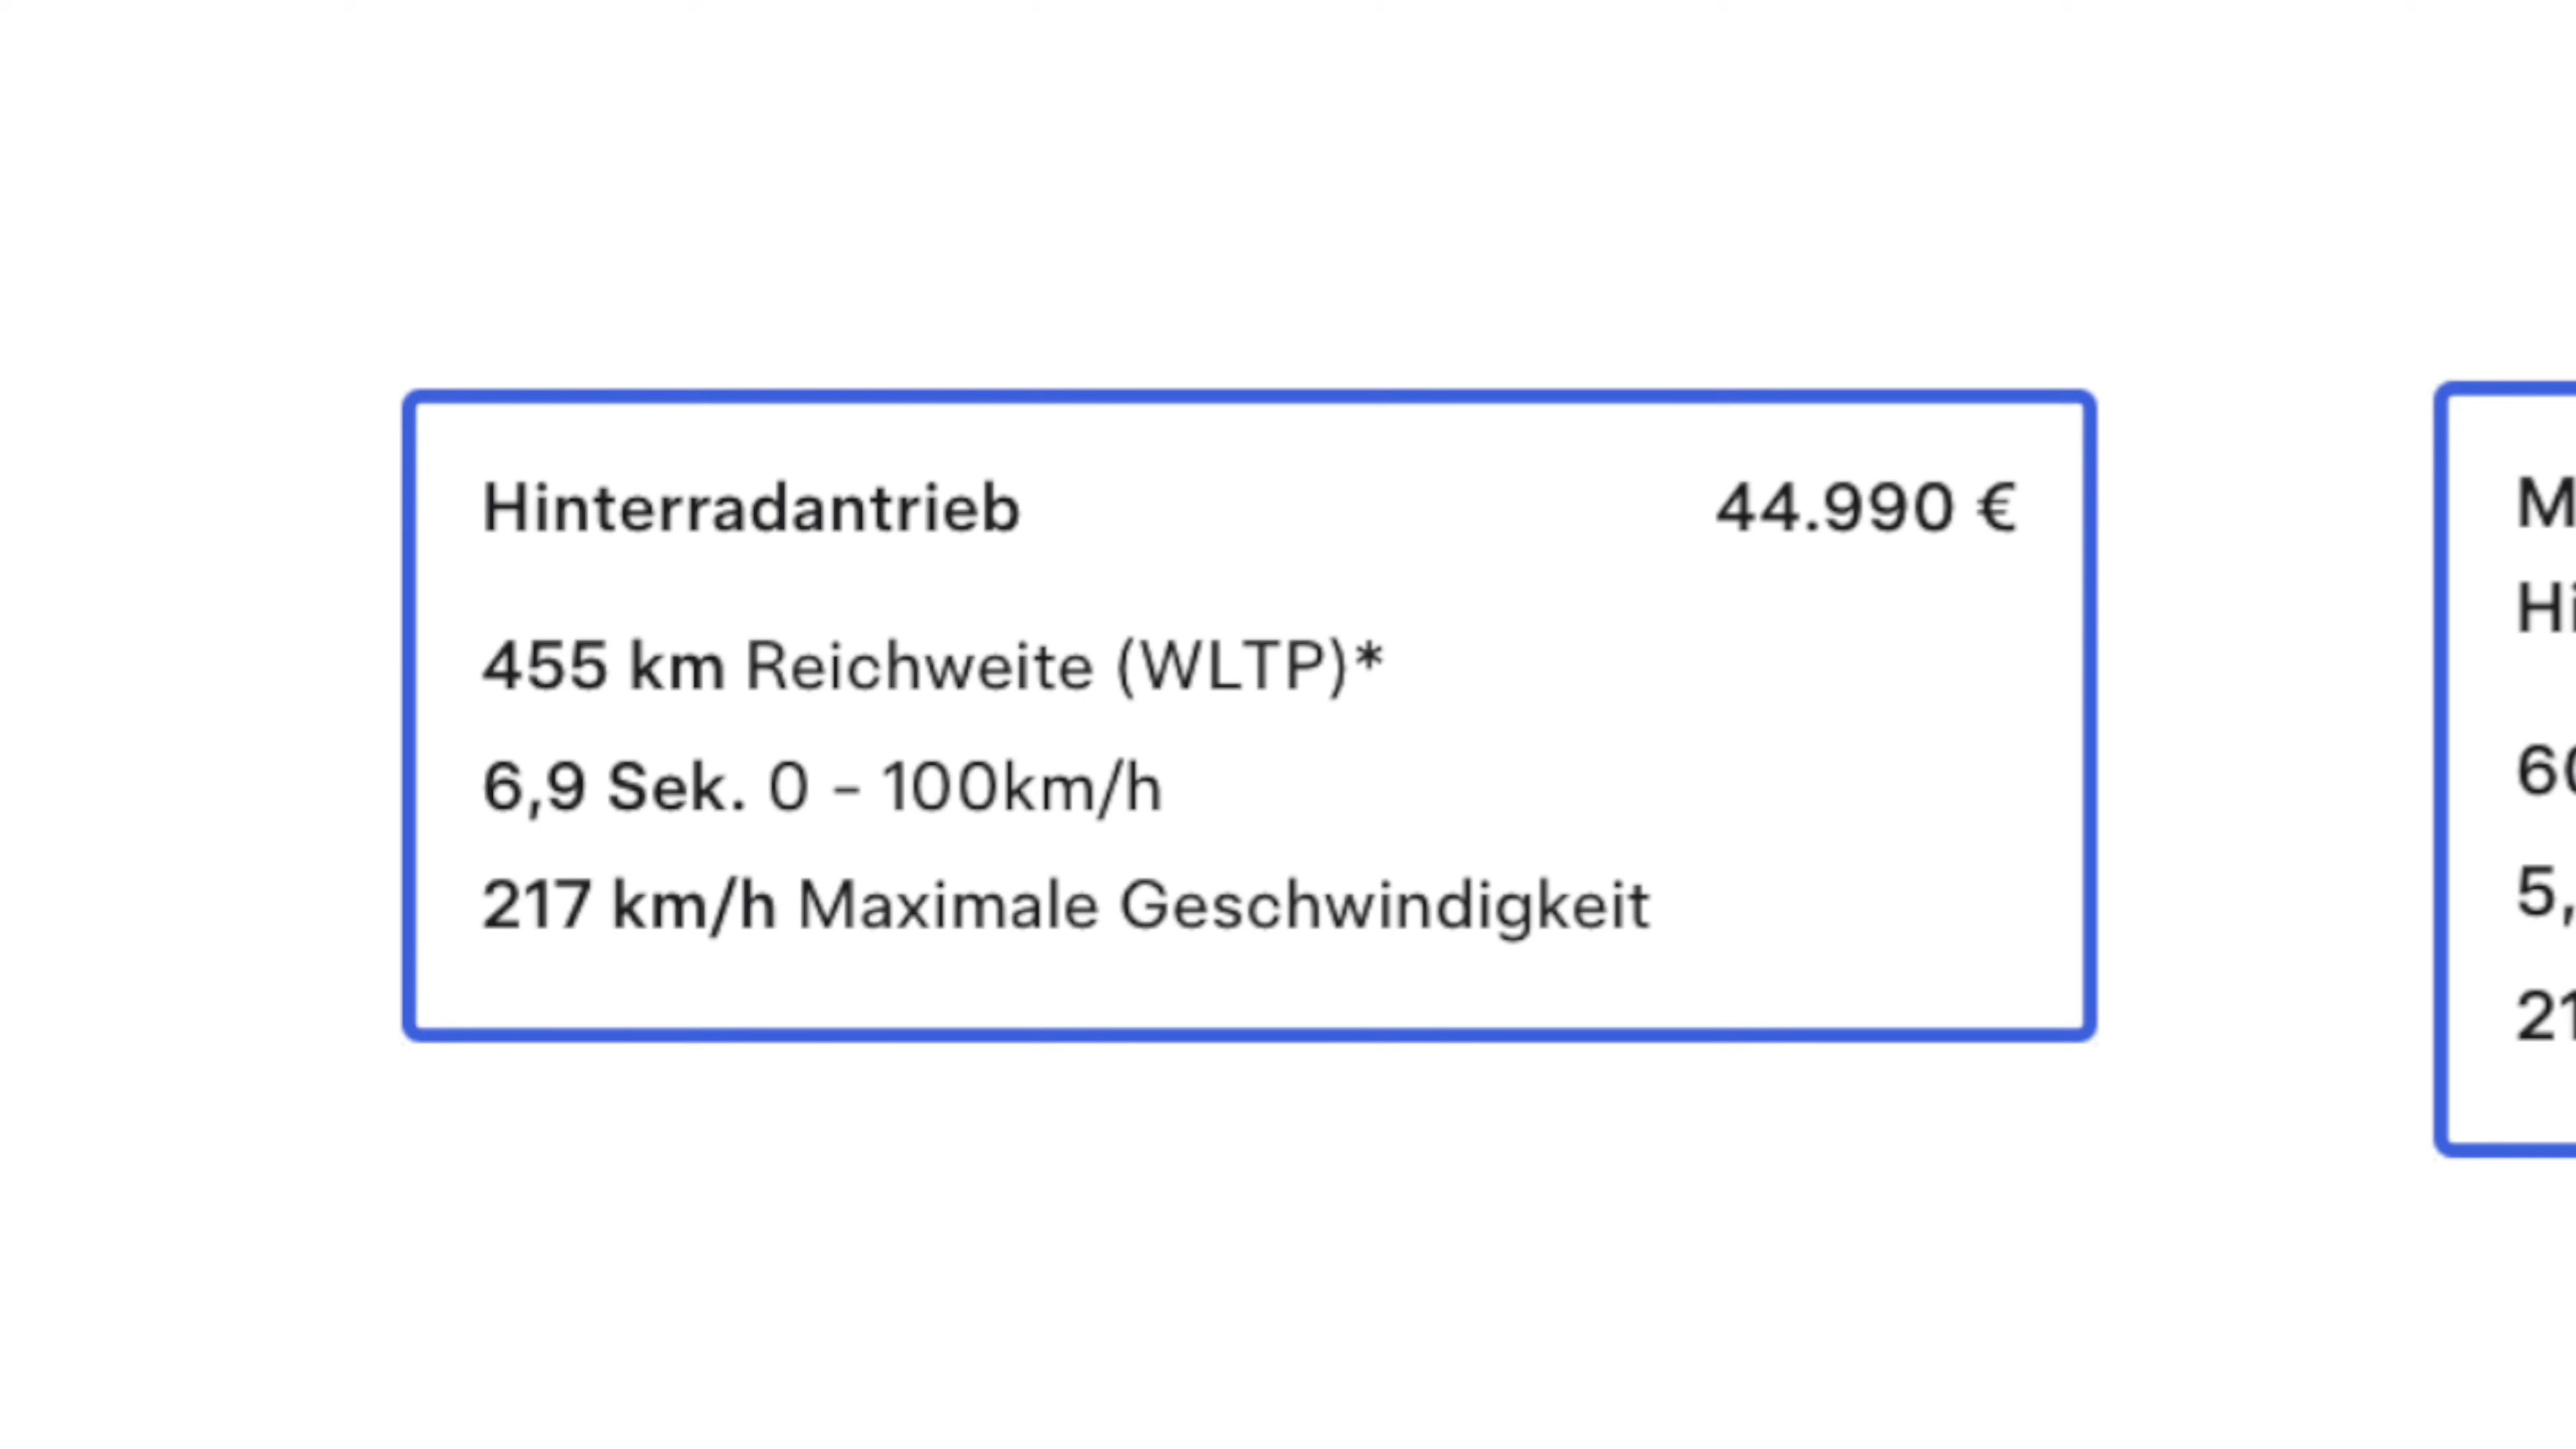 Hinterradantrieb 44.990 €
455 km Reichweite (WLTP)*
6,9 Sek. 0 - 100km/h
217 km/h Maximale Geschwindigkeit